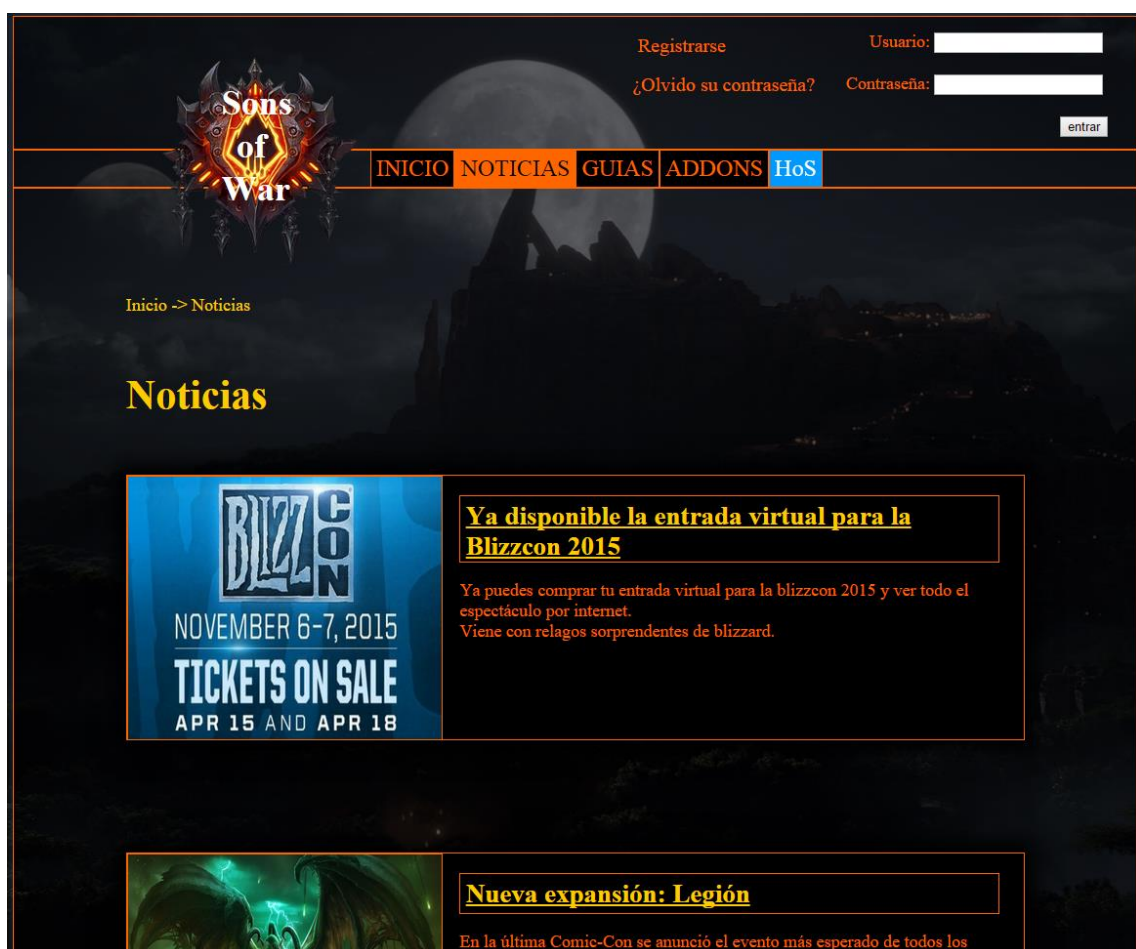 Registrarse
Usuario:
¿Olvido su contraseña?
Contraseña:
entrar
Sons
of
War
INICIO NOTICIAS GUIAS ADDONS HoS
Inicio -> Noticias
Noticias
BLIZZ
CON
NOVEMBER 6-7, 2015
TICKETS ON SALE
APR 15 AND APR 18
Ya disponible la entrada virtual para la
Blizzcon 2015
Ya puedes comprar tu entrada virtual para la blizzcon 2015 y ver todo el
espectáculo por internet.
Viene con relagos sorprendentes de blizzard.
Nueva expansión: Legión
En la última Comic-Con se anunció el evento más esperado de todos los